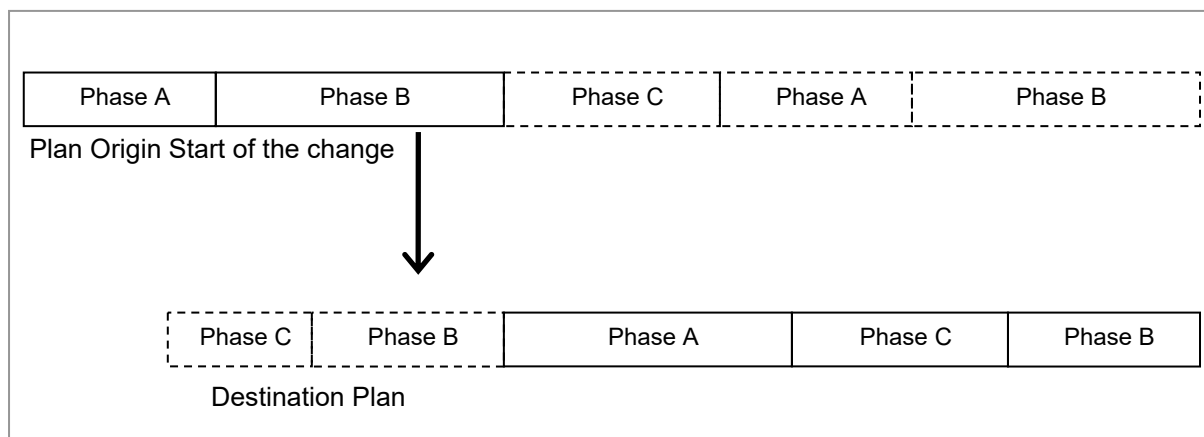 Phase A Phase B Phase C Phase A Phase B
Plan Origin Start of the change
Phase C Phase B Phase A Phase C Phase B
Destination Plan